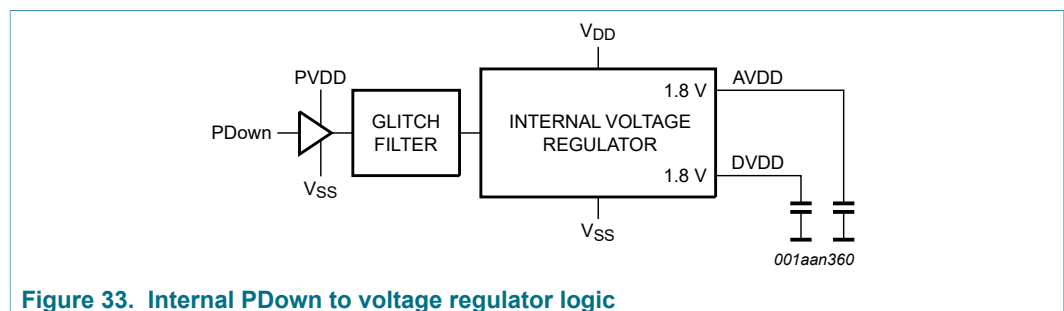 VDD
PVDD
PDown
VSS
GLITCH
FILTER
INTERNAL VOLTAGE
REGULATOR
1.8 V
AVDD
1.8 V
DVDD
VSS
001aan360
Figure 33. Internal PDown to voltage regulator logic